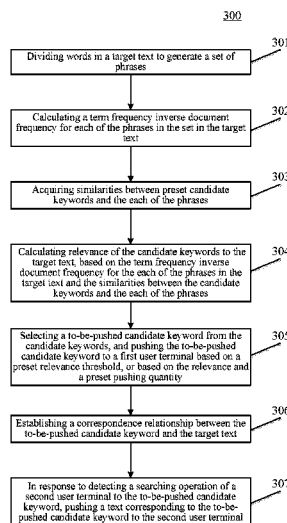 300
301
Dividing words in a target text to generate a set of
phrases
302
Calculating a term frequency inverse document
frequency for each of the phrases in the set in the target
text
303
Acquiring similarities between preset candidate
keywords and the each of the phrases
304
Calculating relevance of the candidate keywords to the
target text, based on the term frequency inverse
document frequency for the each of the phrases in the
target text and the similarities between the candidate
keywords and the each of the phrases
305
Selecting a to-be-pushed candidate keyword from the
candidate keywords, and pushing the to-be-pushed
candidate keyword to a first user terminal based on a
preset relevance threshold, or based on the relevance and
a preset pushing quantity
306
Establishing a correspondence relationship between the
to-be-pushed candidate keyword and the target text
307
In response to detecting a searching operation of a
second user terminal to the to-be-pushed candidate
keyword, pushing a text corresponding to the to-be-
pushed candidate keyword to the second user terminal